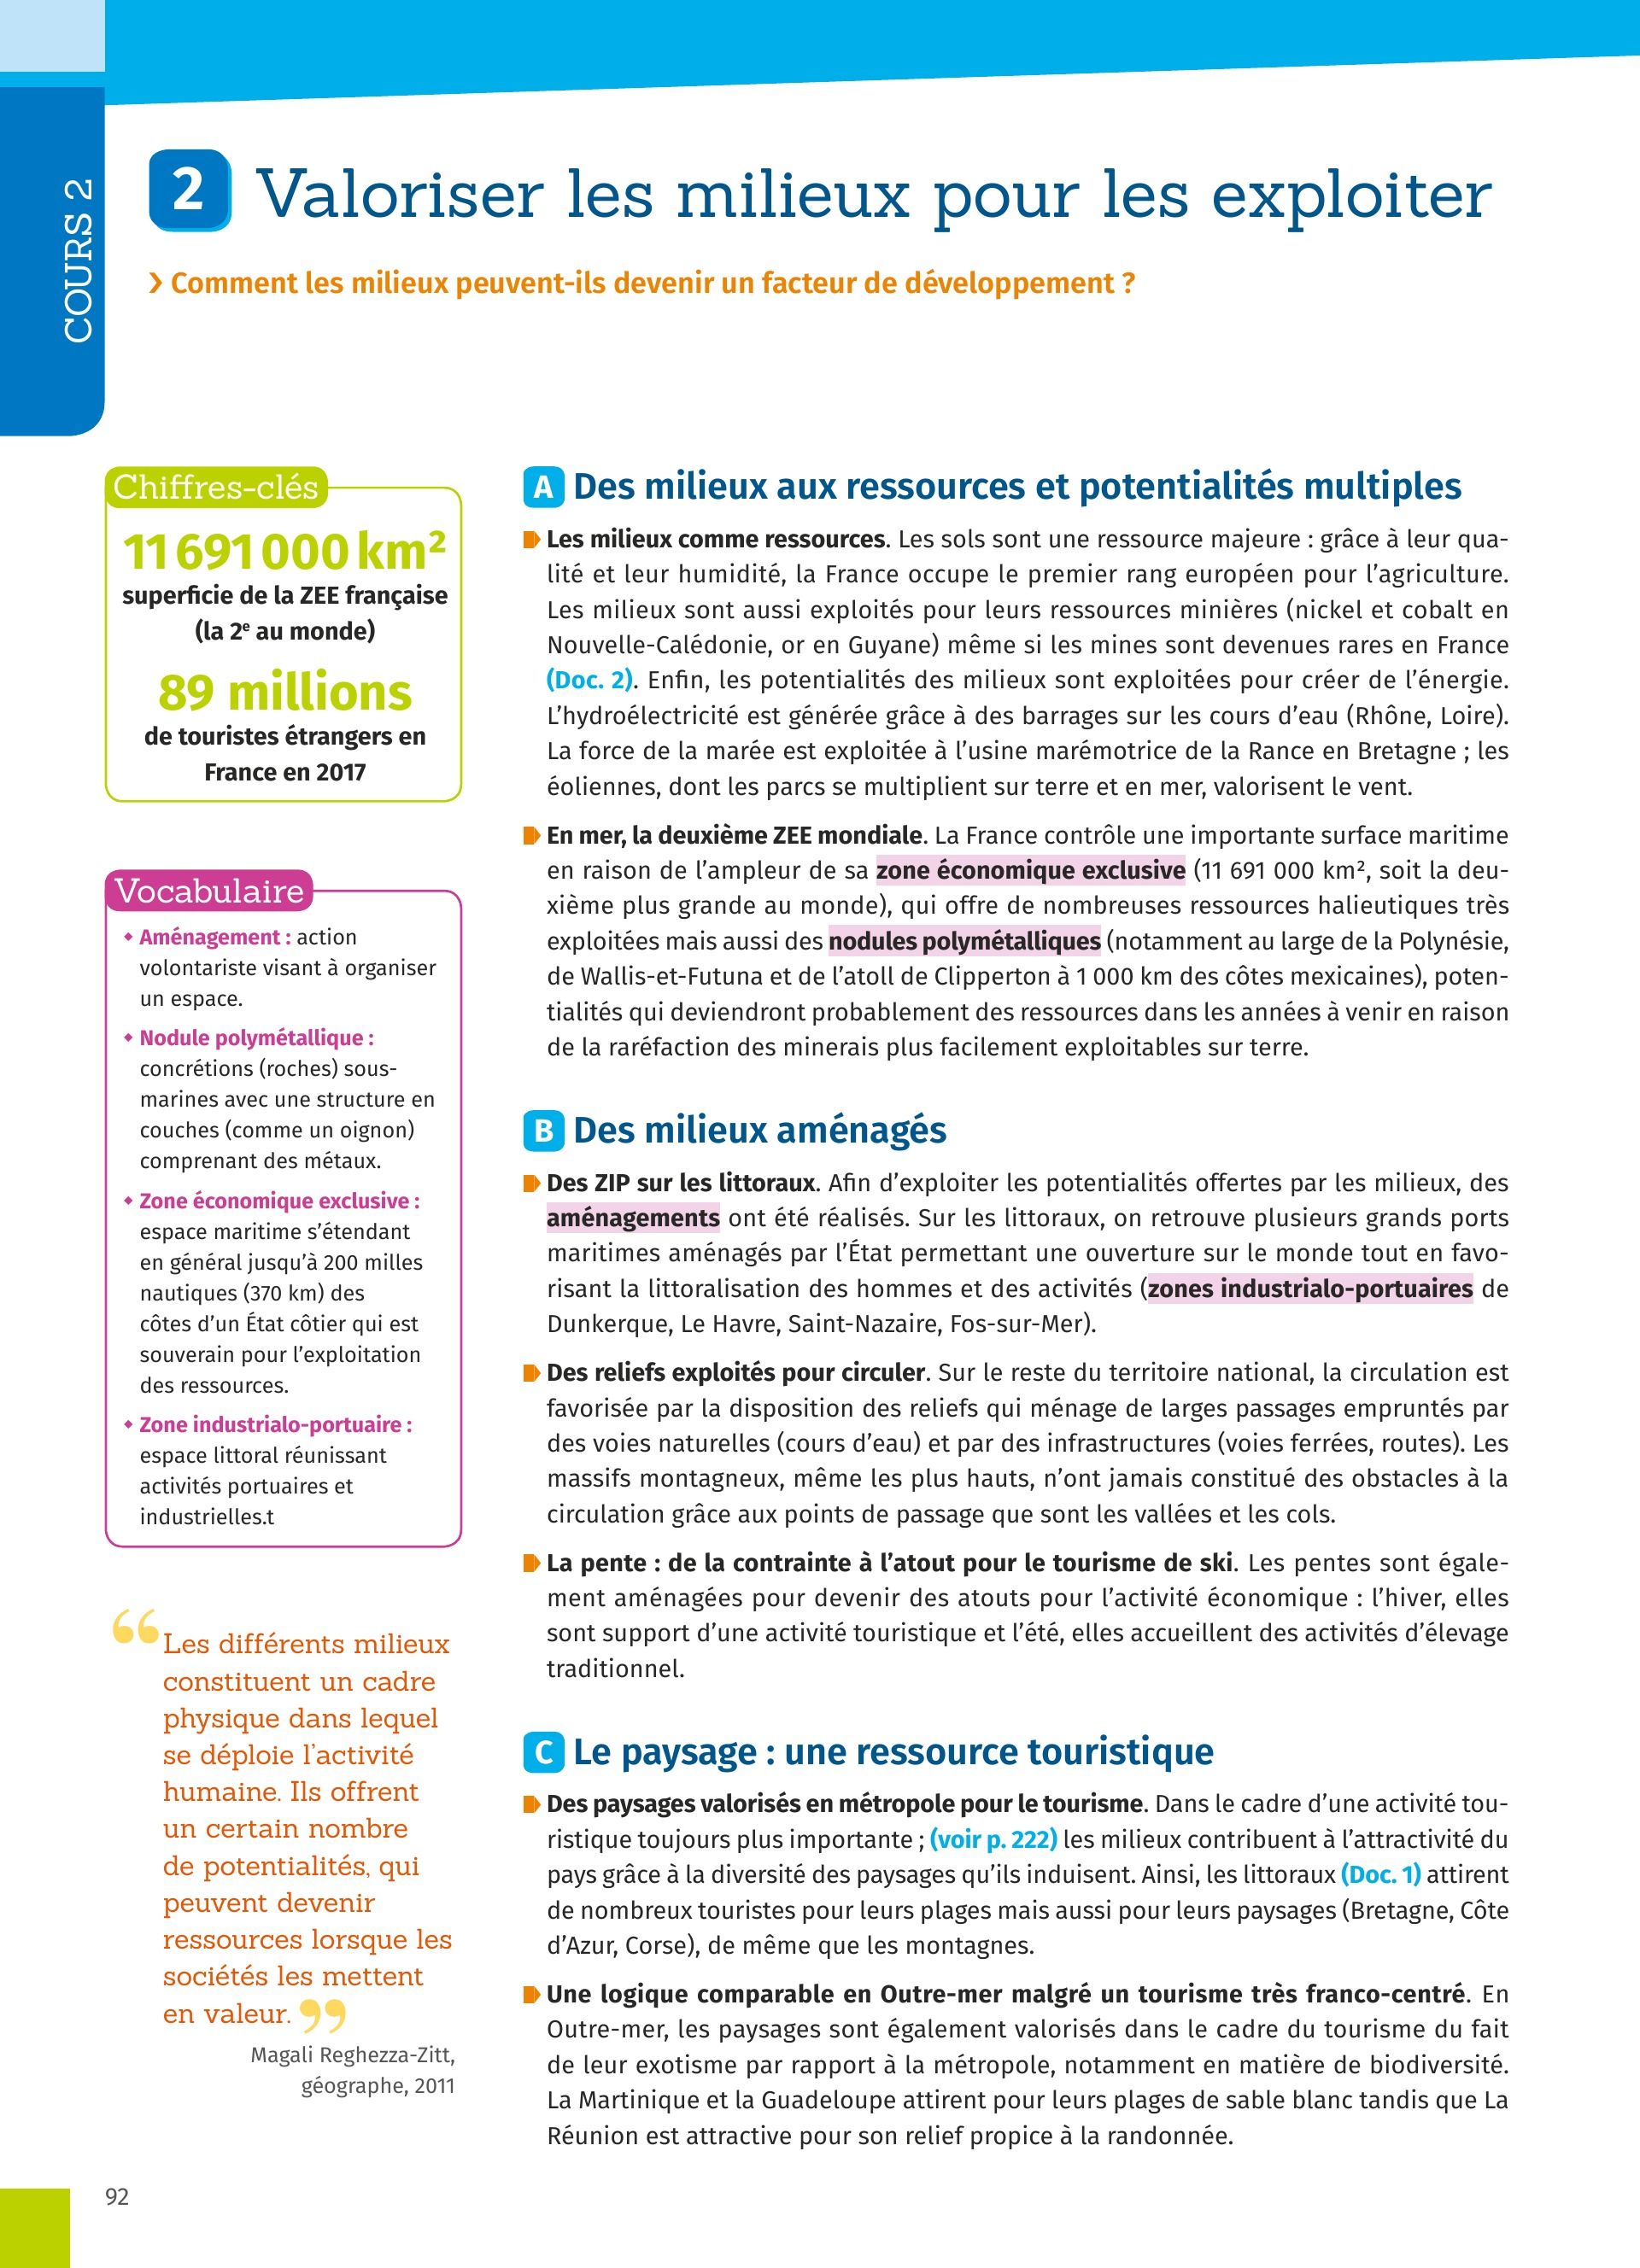 COURS 2
2 Valoriser les milieux pour les exploiter
› Comment les milieux peuvent-ils devenir un facteur de développement ?
Chiffres-clés
11 691 000 km²
superficie de la ZEE française
(la 2e au monde)
89 millions
de touristes étrangers en
France en 2017
Vocabulaire
• Aménagement : action
volontariste visant à organiser
un espace.
• Nodule polymétallique :
concrétions (roches) sous-
marines avec une structure en
couches (comme un oignon)
comprenant des métaux.
• Zone économique exclusive :
espace maritime s’étendant
en général jusqu’à 200 milles
nautiques (370 km) des
côtes d’un État côtier qui est
souverain pour l’exploitation
des ressources.
• Zone industrialo-portuaire :
espace littoral réunissant
activités portuaires et
industrielles.t
“ Les différents milieux
constituent un cadre
physique dans lequel
se déploie l’activité
humaine. Ils offrent
un certain nombre
de potentialités, qui
peuvent devenir
ressources lorsque les
sociétés les mettent
en valeur. ”
Magali Reghezza-Zitt,
géographe, 2011
A Des milieux aux ressources et potentialités multiples
Les milieux comme ressources. Les sols sont une ressource majeure : grâce à leur qua-
lité et leur humidité, la France occupe le premier rang européen pour l’agriculture.
Les milieux sont aussi exploités pour leurs ressources minières (nickel et cobalt en
Nouvelle-Calédonie, or en Guyane) même si les mines sont devenues rares en France
(Doc. 2). Enfin, les potentialités des milieux sont exploitées pour créer de l’énergie.
L’hydroélectricité est générée grâce à des barrages sur les cours d’eau (Rhône, Loire).
La force de la marée est exploitée à l’usine marémotrice de la Rance en Bretagne ; les
éoliennes, dont les parcs se multiplient sur terre et en mer, valorisent le vent.
En mer, la deuxième ZEE mondiale. La France contrôle une importante surface maritime
en raison de l’ampleur de sa zone économique exclusive (11 691 000 km², soit la deu-
xième plus grande au monde), qui offre de nombreuses ressources halieutiques très
exploitées mais aussi des nodules polymétalliques (notamment au large de la Polynésie,
de Wallis-et-Futuna et de l’atoll de Clipperton à 1 000 km des côtes mexicaines), poten-
tialités qui deviendront probablement des ressources dans les années à venir en raison
de la raréfaction des minerais plus facilement exploitables sur terre.
B Des milieux aménagés
Des ZIP sur les littoraux. Afin d’exploiter les potentialités offertes par les milieux, des
aménagements ont été réalisés. Sur les littoraux, on retrouve plusieurs grands ports
maritimes aménagés par l’État permettant une ouverture sur le monde tout en favo-
risant la littoralisation des hommes et des activités (zones industrialo-portuaires de
Dunkerque, Le Havre, Saint-Nazaire, Fos-sur-Mer).
Des reliefs exploités pour circuler. Sur le reste du territoire national, la circulation est
favorisée par la disposition des reliefs qui ménage de larges passages empruntés par
des voies naturelles (cours d’eau) et par des infrastructures (voies ferrées, routes). Les
massifs montagneux, même les plus hauts, n’ont jamais constitué des obstacles à la
circulation grâce aux points de passage que sont les vallées et les cols.
La pente : de la contrainte à l’atout pour le tourisme de ski. Les pentes sont égale-
ment aménagées pour devenir des atouts pour l’activité économique : l’hiver, elles
sont support d’une activité touristique et l’été, elles accueillent des activités d’élevage
traditionnel.
C Le paysage : une ressource touristique
Des paysages valorisés en métropole pour le tourisme. Dans le cadre d’une activité tou-
ristique toujours plus importante ; (voir p. 222) les milieux contribuent à l’attractivité du
pays grâce à la diversité des paysages qu’ils induisent. Ainsi, les littoraux (Doc. 1) attirent
de nombreux touristes pour leurs plages mais aussi pour leurs paysages (Bretagne, Côte
d’Azur, Corse), de même que les montagnes.
Une logique comparable en Outre-mer malgré un tourisme très franco-centré. En
Outre-mer, les paysages sont également valorisés dans le cadre du tourisme du fait
de leur exotisme par rapport à la métropole, notamment en matière de biodiversité.
La Martinique et la Guadeloupe attirent pour leurs plages de sable blanc tandis que La
Réunion est attractive pour son relief propice à la randonnée.
92